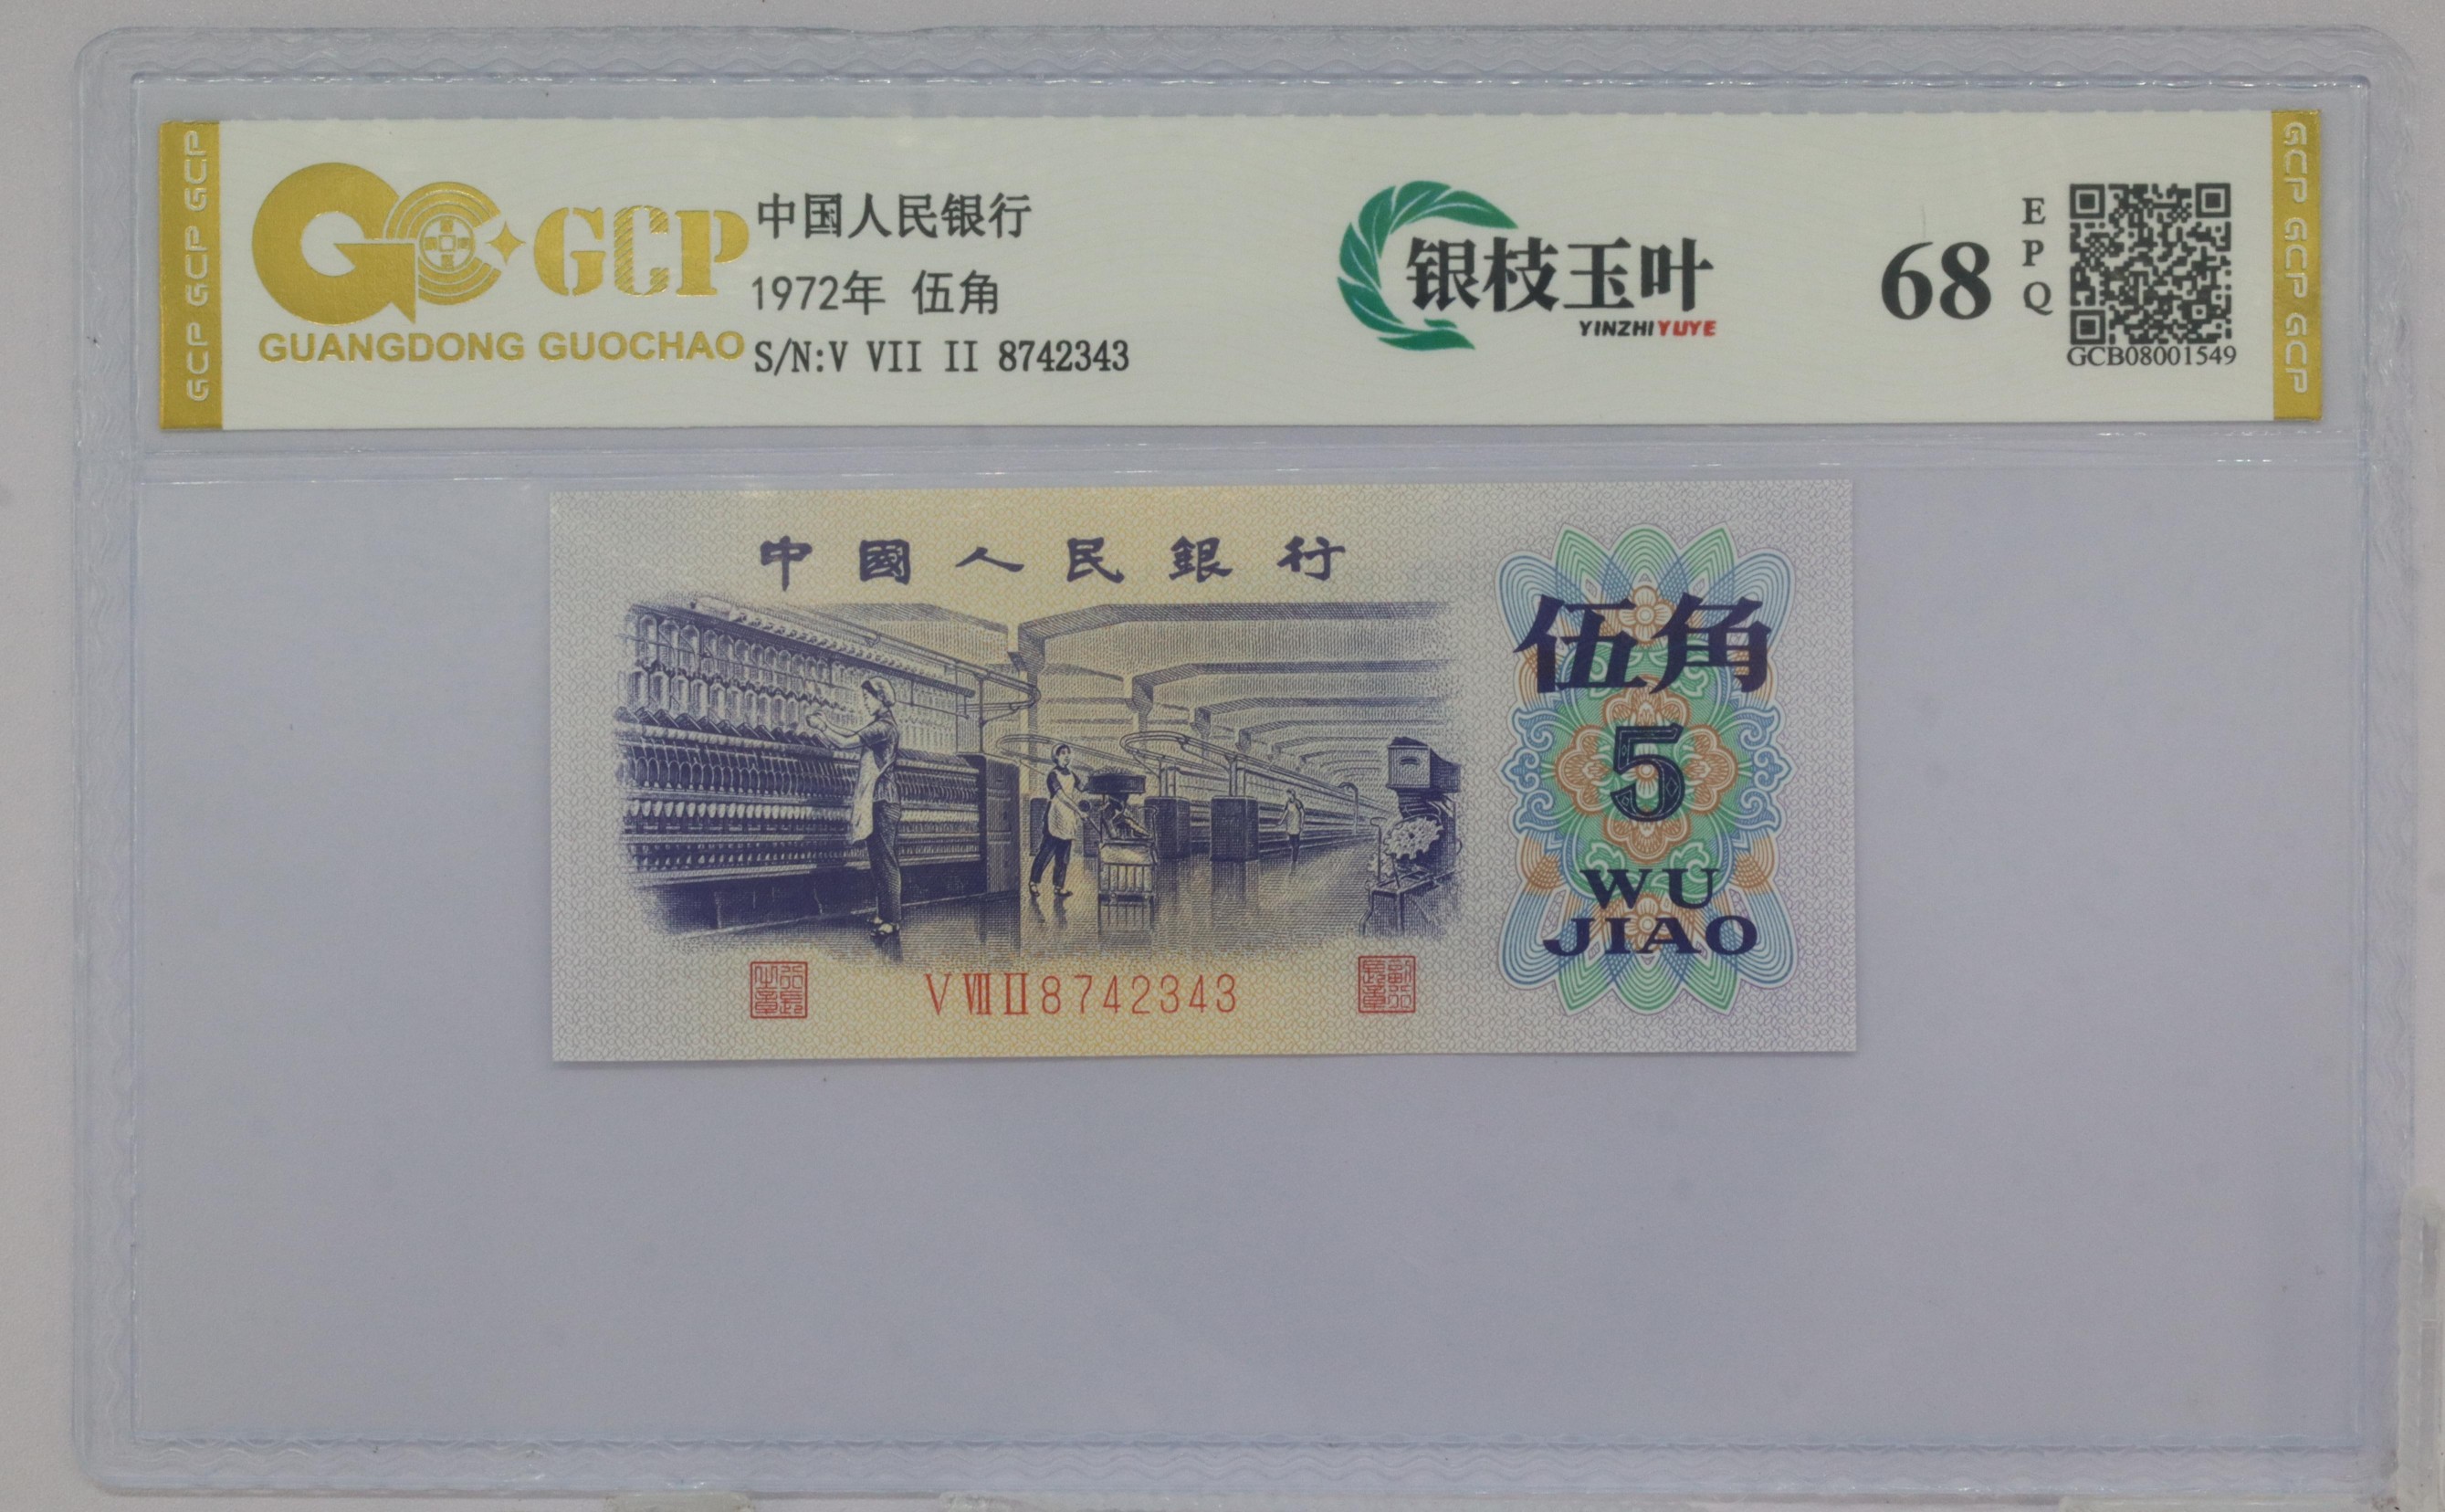 GCP GCP GCP
GCP
GUANGDONG GUOCHAO
中国人民银行
1972年 伍角
S/N:V VII II 8742343
银枝玉叶
YINZHIYUYE
68
EPQ
GCB08001549
GCP GCP GCP
中國人民銀行
伍角
5
WU
JIAO
V VII II 8742343